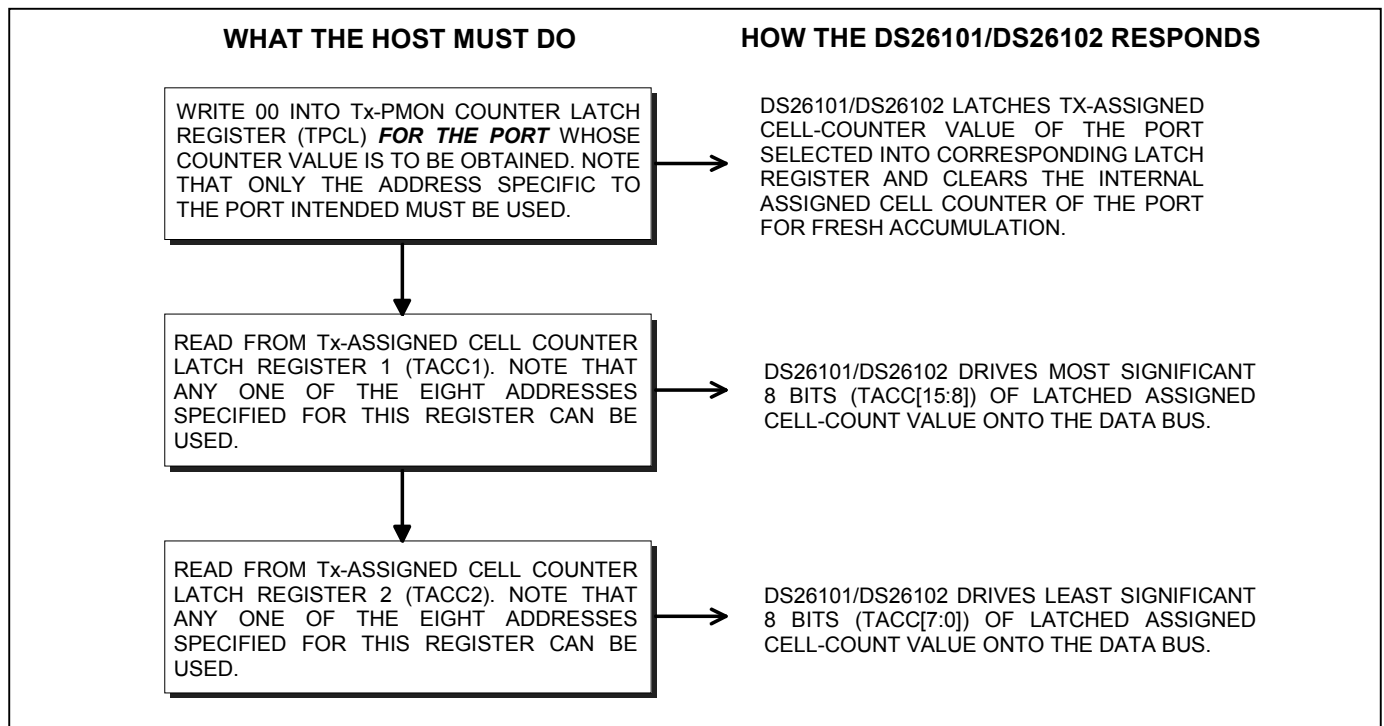 WHAT THE HOST MUST DO
HOW THE DS26101/DS26102 RESPONDS
WRITE 00 INTO Tx-PMON COUNTER LATCH
REGISTER (TPCL) FOR THE PORT WHOSE
COUNTER VALUE IS TO BE OBTAINED. NOTE
THAT ONLY THE ADDRESS SPECIFIC TO
THE PORT INTENDED MUST BE USED.
DS26101/DS26102 LATCHES TX-ASSIGNED
CELL-COUNTER VALUE OF THE PORT
SELECTED INTO CORRESPONDING LATCH
REGISTER AND CLEARS THE INTERNAL
ASSIGNED CELL COUNTER OF THE PORT
FOR FRESH ACCUMULATION.
READ FROM Tx-ASSIGNED CELL COUNTER
LATCH REGISTER 1 (TACC1). NOTE THAT
ANY ONE OF THE EIGHT ADDRESSES
SPECIFIED FOR THIS REGISTER CAN BE
USED.
DS26101/DS26102 DRIVES MOST SIGNIFICANT
8 BITS (TACC[15:8]) OF LATCHED ASSIGNED
CELL-COUNT VALUE ONTO THE DATA BUS.
READ FROM Tx-ASSIGNED CELL COUNTER
LATCH REGISTER 2 (TACC2). NOTE THAT
ANY ONE OF THE EIGHT ADDRESSES
SPECIFIED FOR THIS REGISTER CAN BE
USED.
DS26101/DS26102 DRIVES LEAST SIGNIFICANT
8 BITS (TACC[7:0]) OF LATCHED ASSIGNED
CELL-COUNT VALUE ONTO THE DATA BUS.